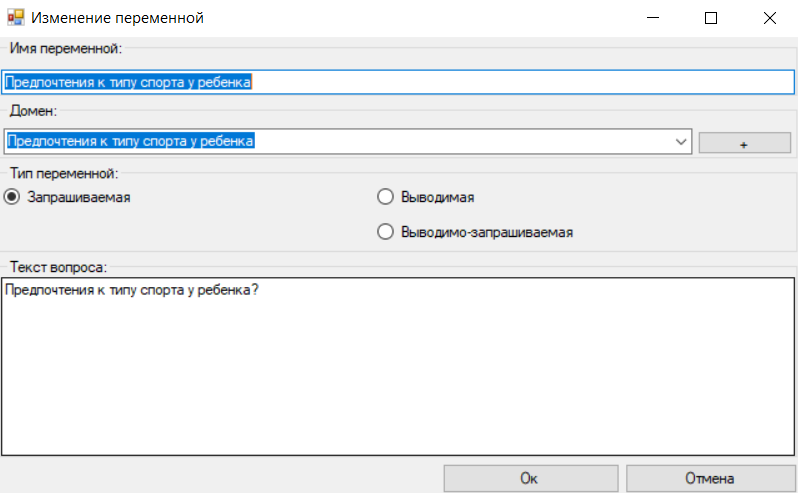 Изменение переменной
Имя переменной:
Предпочтения к типу спорта у ребенка
Домен:
Предпочтения к типу спорта у ребенка
+
Тип переменной:
Запрашиваемая
Выводимая
Выводимо-запрашиваемая
Текст вопроса:
Предпочтения к типу спорта у ребенка?
Ок
Отмена